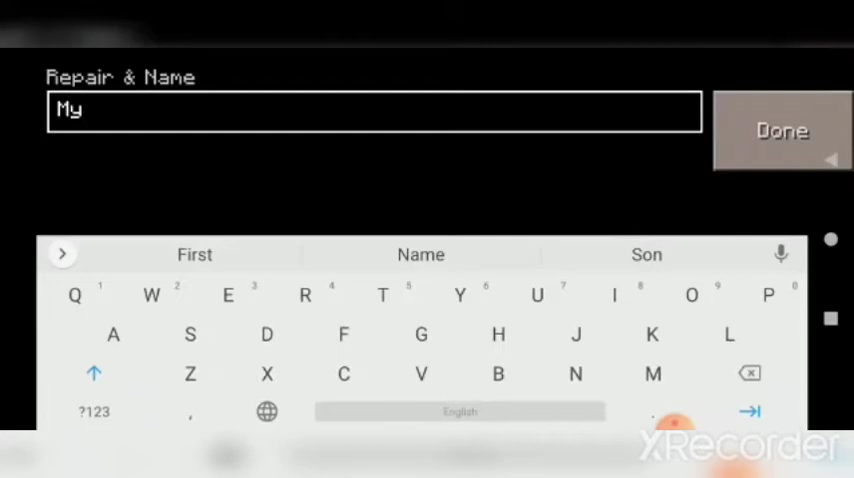 Repair & Name
My
Done
First Name Son
Q 1 W 2 E 3 R 4 T 5 Y 6 U 7 I 8 O 9 P 0
A S D F G H J K L
Z X C V B N M
?123 , English .
XRecorder